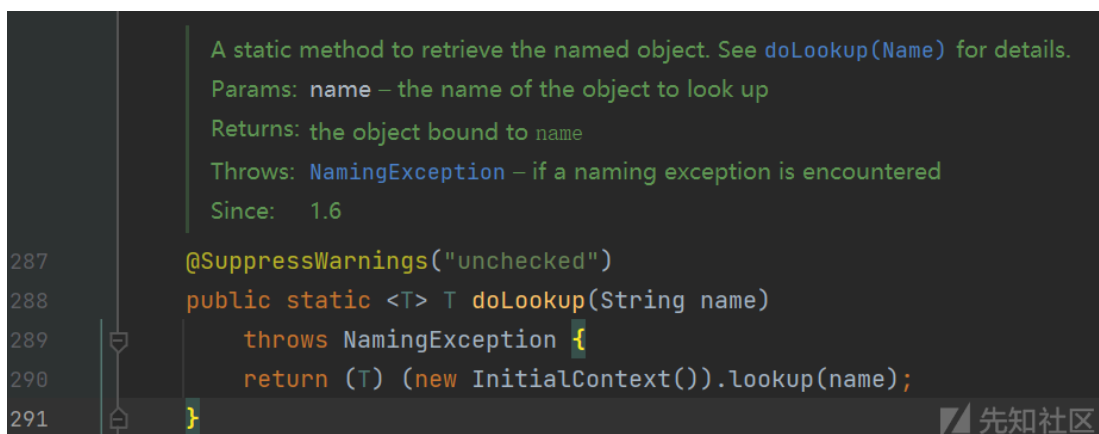 A static method to retrieve the named object. See doLookup(Name) for details.
Params: name – the name of the object to look up
Returns: the object bound to name
Throws: NamingException – if a naming exception is encountered
Since: 1.6
287 @SuppressWarnings("unchecked")
288 public static <T> T doLookup(String name)
289 throws NamingException {
290 return (T) (new InitialContext()).lookup(name);
291 }
先知社区